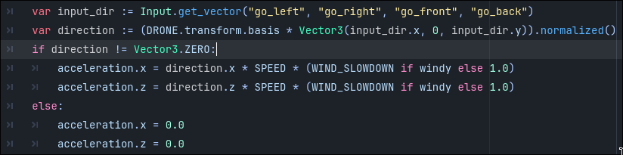 var input_dir := Input.get_vector("go_left", "go_right", "go_front", "go_back")
var direction := (DRONE.transform.basis * Vector3(input_dir.x, 0, input_dir.y)).normalized()
if direction != Vector3.ZERO:
acceleration.x = direction.x * SPEED * (WIND_SLOWDOWN if windy else 1.0)
acceleration.z = direction.z * SPEED * (WIND_SLOWDOWN if windy else 1.0)
else:
acceleration.x = 0.0
acceleration.z = 0.0